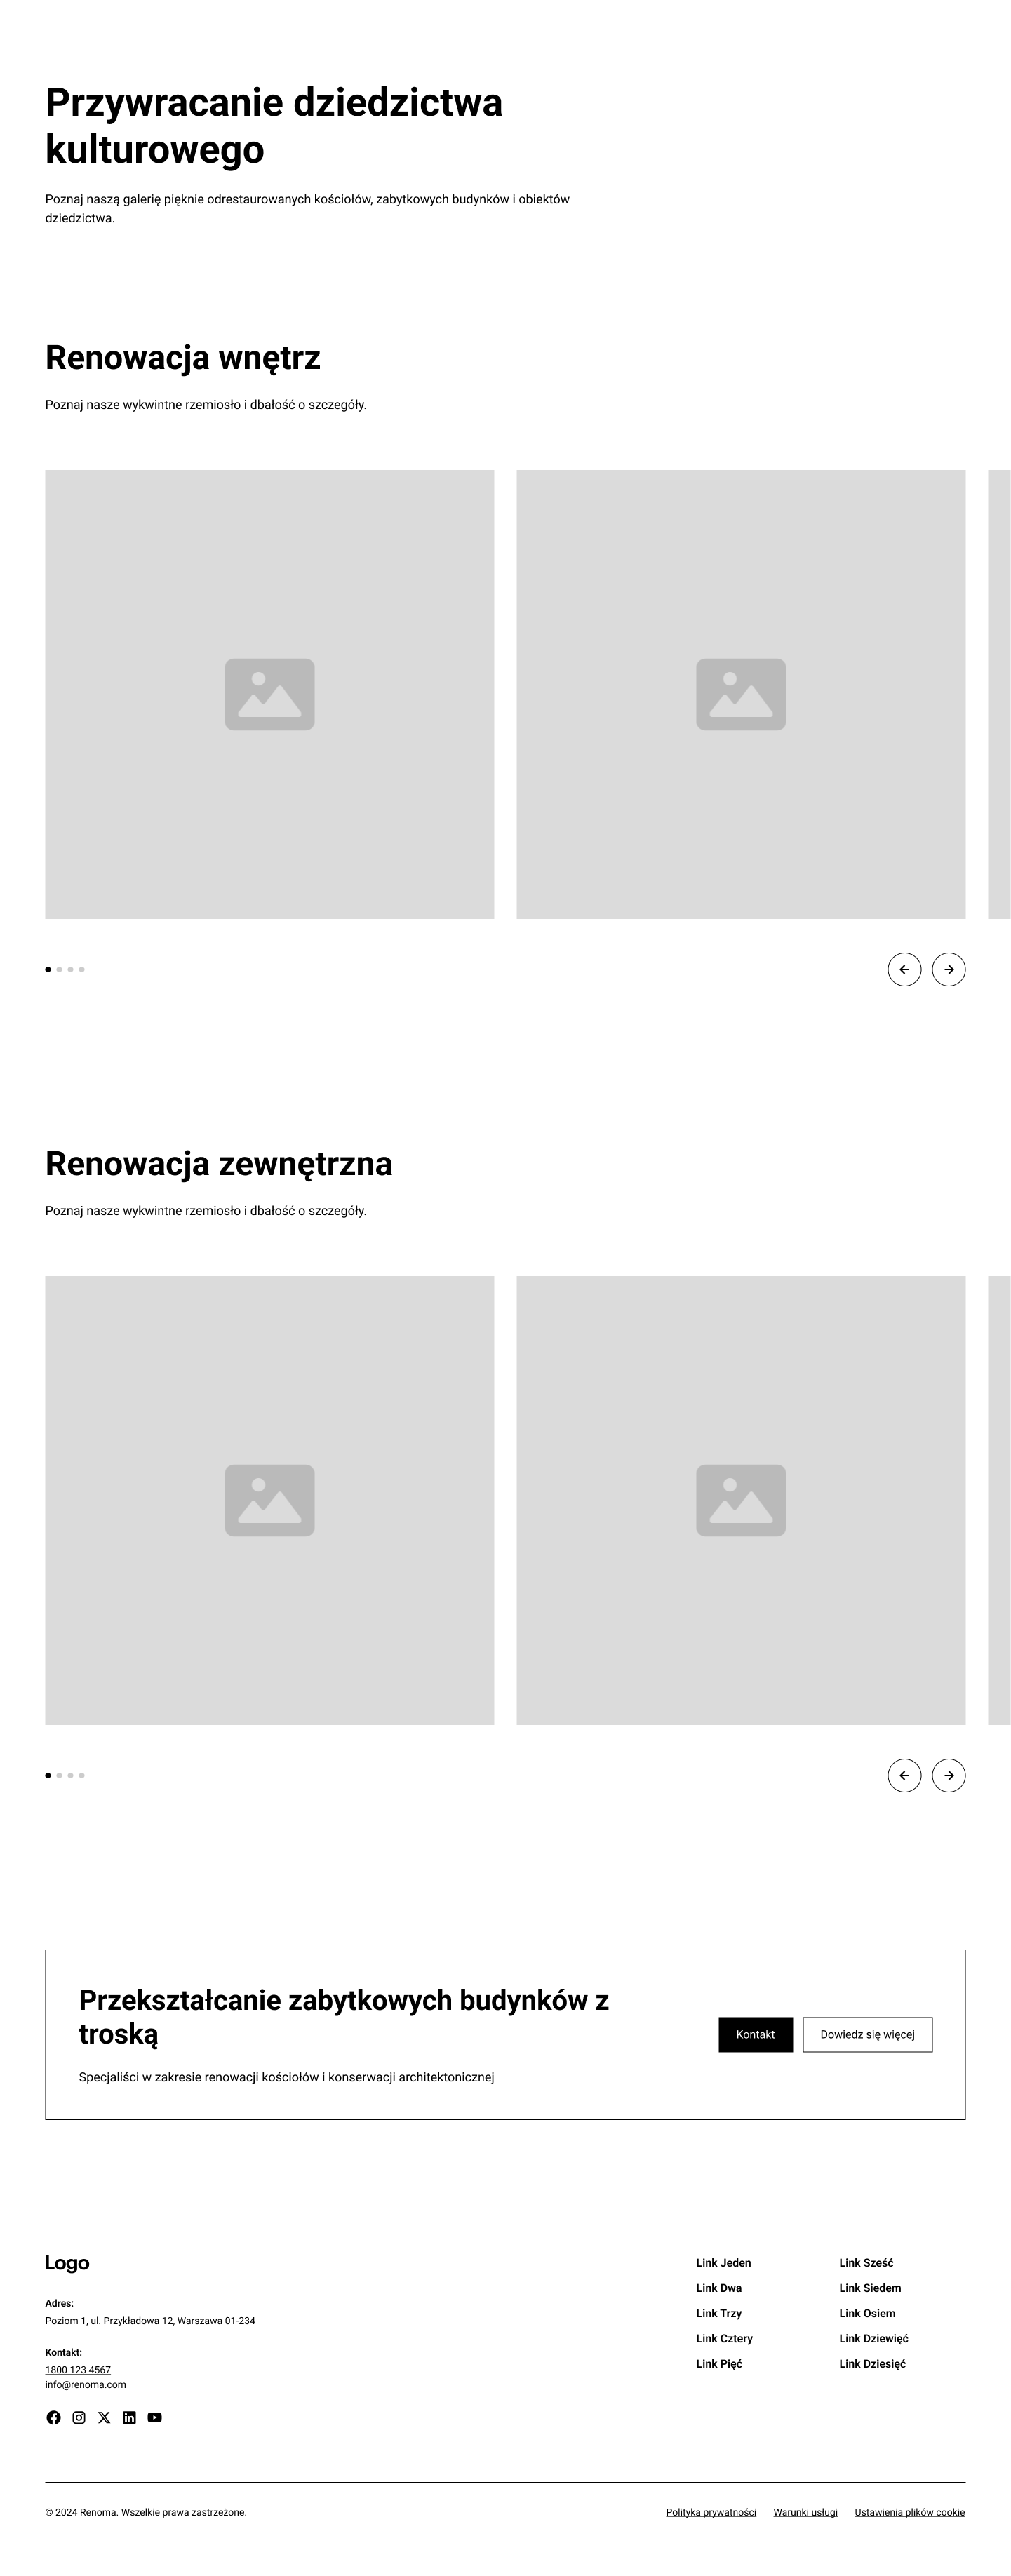 Przywracanie dziedzictwa
kulturowego
Poznaj naszą galerię pięknie odrestaurowanych kościołów, zabytkowych budynków i obiektów
dziedzictwa.
Renowacja wnętrz
Poznaj nasze wykwintne rzemiosło i dbałość o szczegóły.
Renowacja zewnętrzna
Poznaj nasze wykwintne rzemiosło i dbałość o szczegóły.
Przekształcanie zabytkowych budynków z
troską
Specjaliści w zakresie renowacji kościołów i konserwacji architektonicznej
Kontakt
Dowiedz się więcej
Logo
Adres:
Poziom 1, ul. Przykładowa 12, Warszawa 01-234
Kontakt:
1800 123 4567
info@renoma.com
Link Jeden
Link Dwa
Link Trzy
Link Cztery
Link Pięć
Link Sześć
Link Siedem
Link Osiem
Link Dziewięć
Link Dziesięć
© 2024 Renoma. Wszelkie prawa zastrzeżone.
Polityka prywatności
Warunki usługi
Ustawienia plików cookie